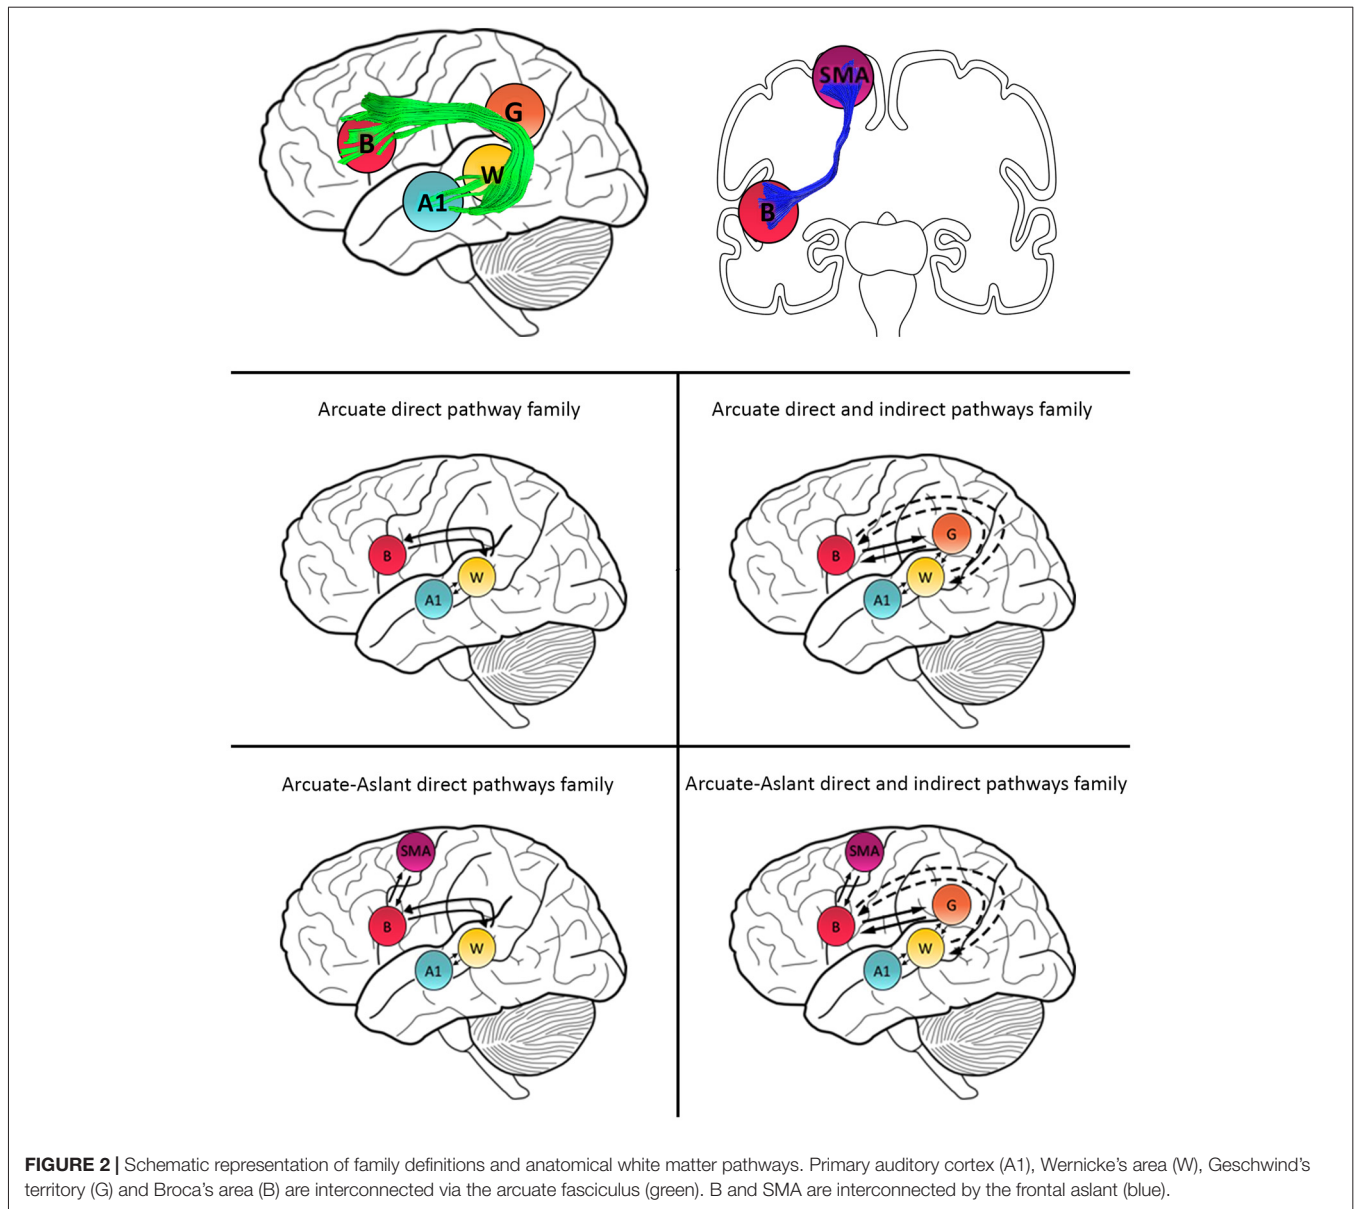 G
B
W
A1
SMA
B
Arcuate direct pathway family
Arcuate direct and indirect pathways family
B
W
A1
G
B
W
A1
Arcuate-Aslant direct pathways family
Arcuate-Aslant direct and indirect pathways family
SMA
B
W
A1
SMA
G
B
W
A1
FIGURE 2 | Schematic representation of family definitions and anatomical white matter pathways. Primary auditory cortex (A1), Wernicke’s area (W), Geschwind’s
territory (G) and Broca’s area (B) are interconnected via the arcuate fasciculus (green). B and SMA are interconnected by the frontal aslant (blue).